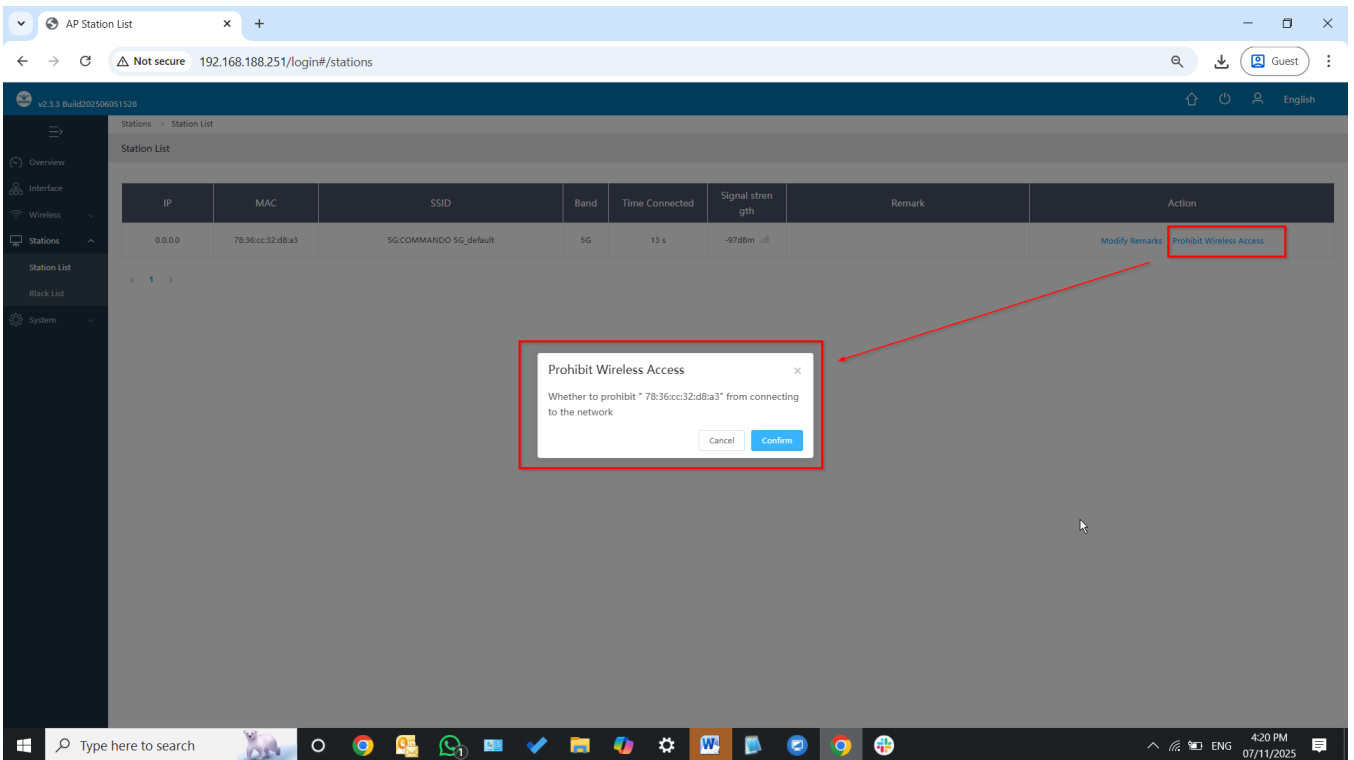 AP Station List
Not secure 192.168.188.251/login#/stations
Guest
v2.3.3 Build202506051528
English
Stations > Station List
Station List
Overview
Interface
Wireless
Stations
Station List
Black List
System
IP MAC SSID Band Time Connected Signal stren
gth Remark Action
0.0.0.0 78:36:cc:32:d8:a3 5G:COMMANDO 5G_default 5G 13 s -97dBm Modify Remarks Prohibit Wireless Access
< 1 >
Prohibit Wireless Access
Whether to prohibit " 78:36:cc:32:d8:a3" from connecting
to the network
Cancel Confirm
Type here to search
1
ENG
4:20 PM
07/11/2025